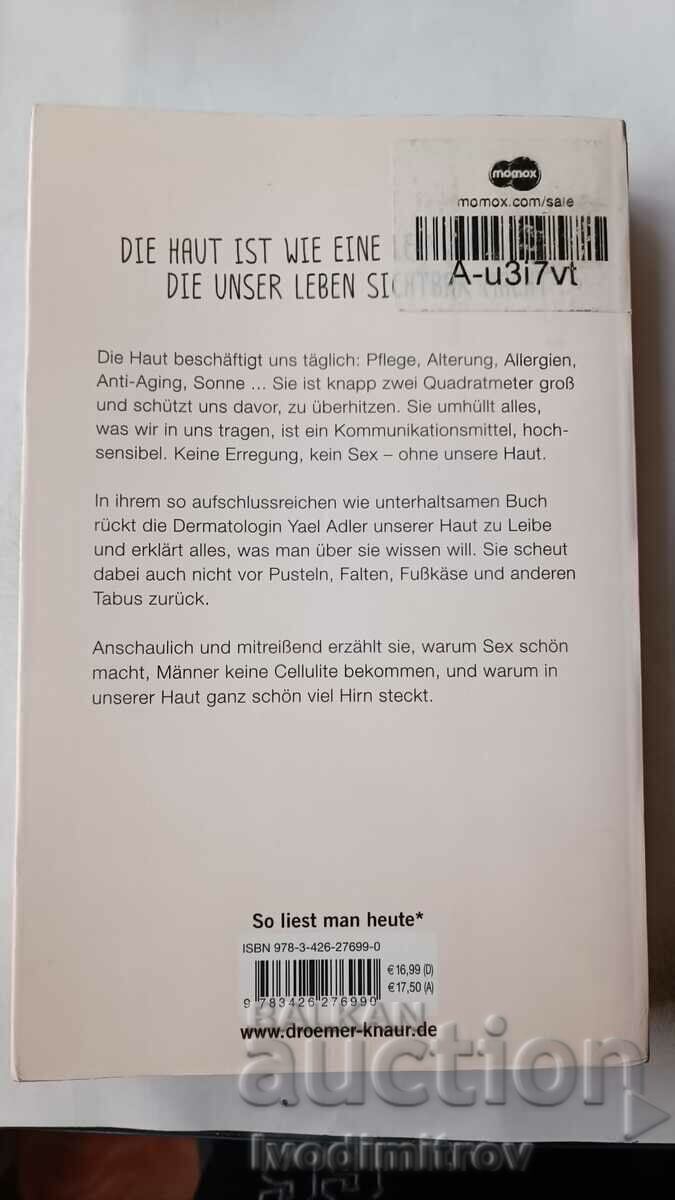 momox
momox.com/sale
A-u3i7vt
DIE HAUT IST WIE EINE
DIE UNSER LEBEN
Die Haut beschäftigt uns täglich: Pflege, Alterung, Allergien,
Anti-Aging, Sonne ... Sie ist knapp zwei Quadratmeter groß
und schützt uns davor, zu überhitzen. Sie umhüllt alles,
was wir in uns tragen, ist ein Kommunikationsmittel, hoch-
sensibel. Keine Erregung, kein Sex – ohne unsere Haut.
In ihrem so aufschlussreichen wie unterhaltsamen Buch
rückt die Dermatologin Yael Adler unserer Haut zu Leibe
und erklärt alles, was man über sie wissen will. Sie scheut
dabei auch nicht vor Pusteln, Falten, Fußkäse und anderen
Tabus zurück.
Anschaulich und mitreißend erzählt sie, warum Sex schön
macht, Männer keine Cellulite bekommen, und warum in
unserer Haut ganz schön viel Hirn steckt.
So liest man heute*
ISBN 978-3-426-27699-0
€ 16,99 (D)
€ 17,50 (A)
9 783426 276990
www.droemer-knaur.de
BALKAN
auction
Ivodimitrov